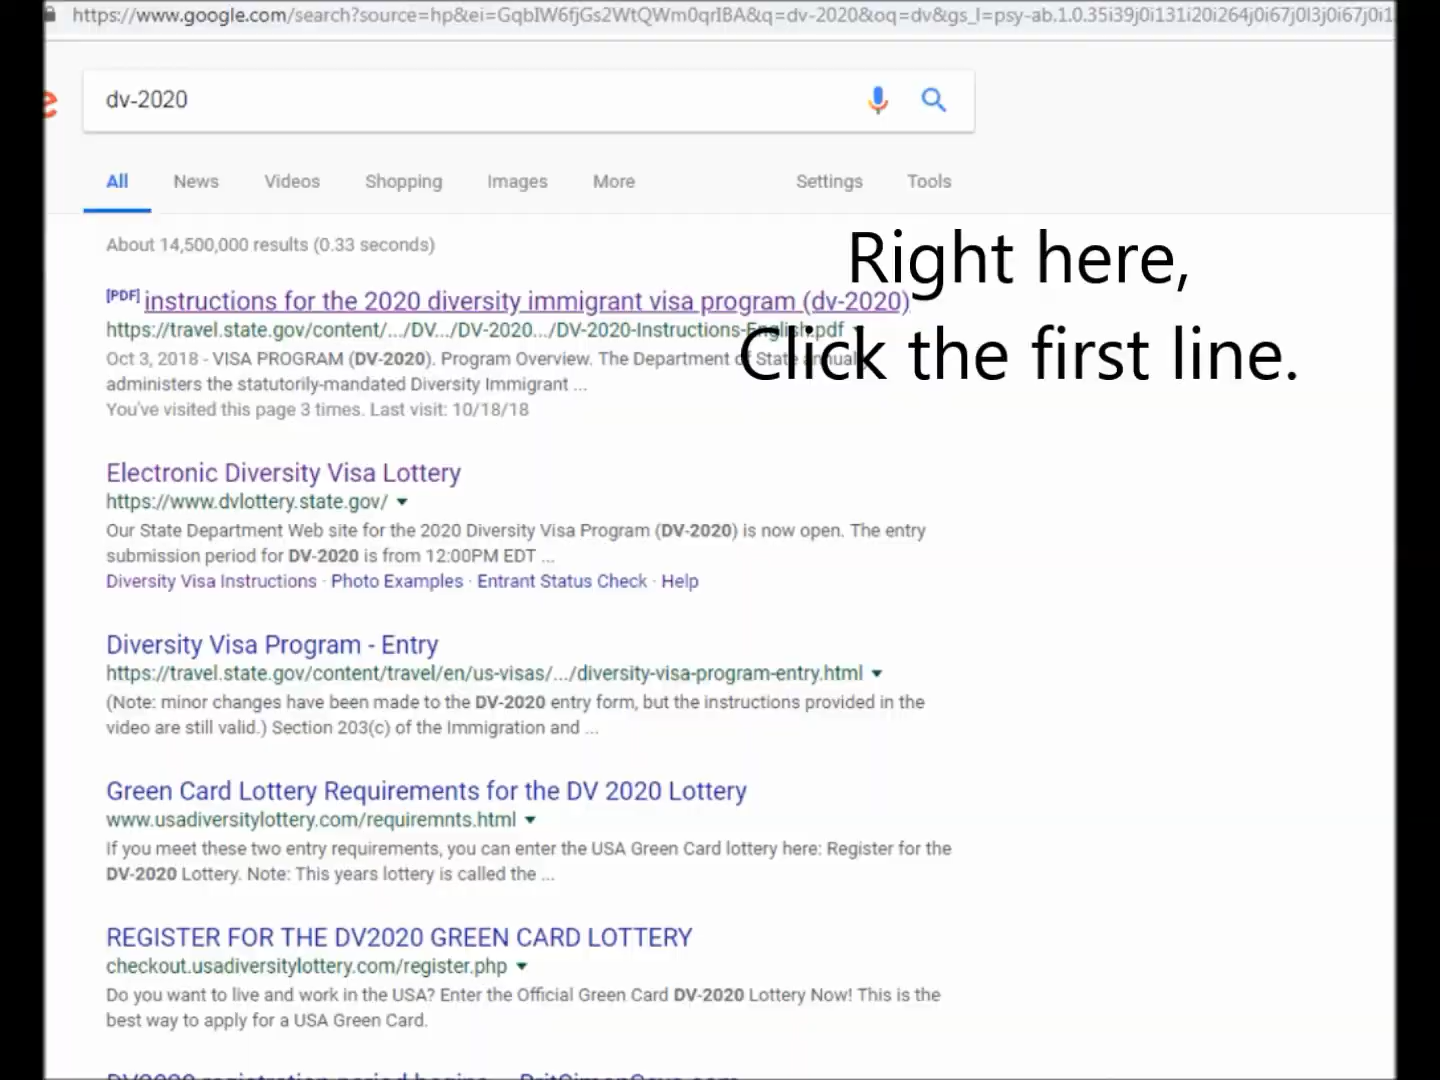 https://www.google.com/search?source=hp&ei=GqbIW6fjGs2WtQWm0qrIBA&q=dv-2020&oq=dv&gs_l=psy-ab.1.0.35i39j0i131i20i264j0i67j0l3j0i67j0i1
e
dv-2020
All News Videos Shopping Images More Settings Tools
About 14,500,000 results (0.33 seconds)
Right here,
Click the first line.
[PDF] instructions for the 2020 diversity immigrant visa program (dv-2020)
https://travel.state.gov/content/.../DV.../DV-2020.../DV-2020-Instructions-English.pdf
Oct 3, 2018 - VISA PROGRAM (DV-2020). Program Overview. The Department of State annually
administers the statutorily-mandated Diversity Immigrant ...
You've visited this page 3 times. Last visit: 10/18/18
Electronic Diversity Visa Lottery
https://www.dvlottery.state.gov/
Our State Department Web site for the 2020 Diversity Visa Program (DV-2020) is now open. The entry
submission period for DV-2020 is from 12:00PM EDT ...
Diversity Visa Instructions · Photo Examples · Entrant Status Check · Help
Diversity Visa Program - Entry
https://travel.state.gov/content/travel/en/us-visas/.../diversity-visa-program-entry.html
(Note: minor changes have been made to the DV-2020 entry form, but the instructions provided in the
video are still valid.) Section 203(c) of the Immigration and ...
Green Card Lottery Requirements for the DV 2020 Lottery
www.usadiversitylottery.com/requiremnts.html
If you meet these two entry requirements, you can enter the USA Green Card lottery here: Register for the
DV-2020 Lottery. Note: This years lottery is called the ...
REGISTER FOR THE DV2020 GREEN CARD LOTTERY
checkout.usadiversitylottery.com/register.php
Do you want to live and work in the USA? Enter the Official Green Card DV-2020 Lottery Now! This is the
best way to apply for a USA Green Card.